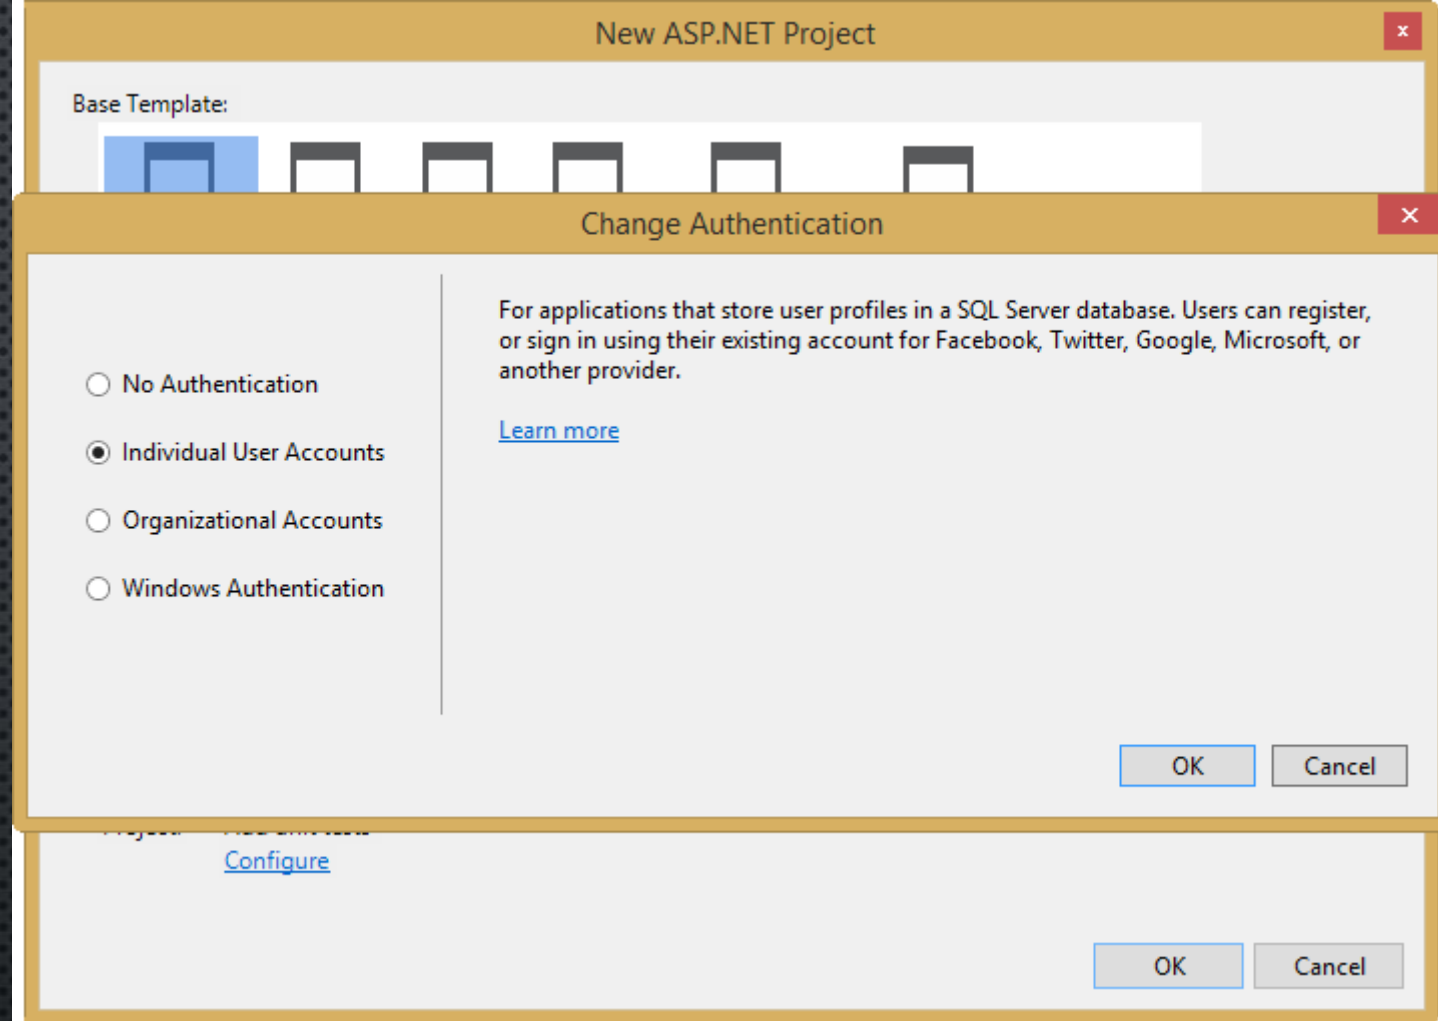 New ASP.NET Project
x
Base Template:
Change Authentication
x
For applications that store user profiles in a SQL Server database. Users can register,
or sign in using their existing account for Facebook, Twitter, Google, Microsoft, or
another provider.
Learn more
No Authentication
Individual User Accounts
Organizational Accounts
Windows Authentication
OK Cancel
Configure
OK Cancel